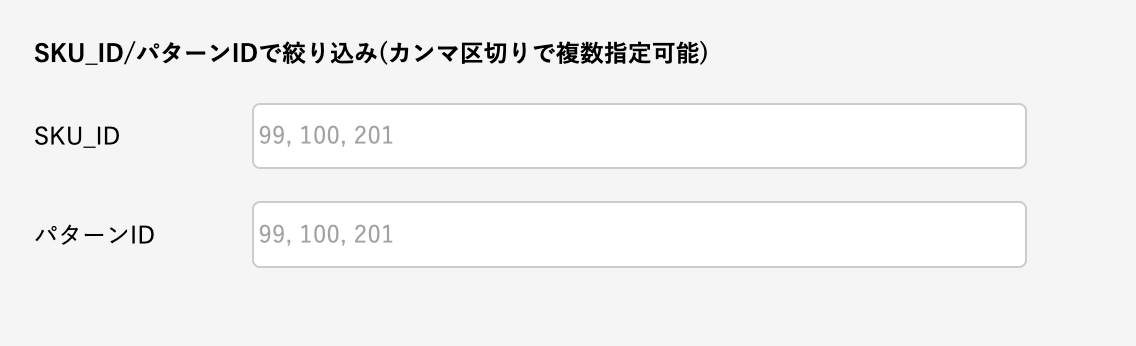 SKU_ID/パターンIDで絞り込み(カンマ区切りで複数指定可能)
SKU_ID
99, 100, 201
パターンID
99, 100, 201